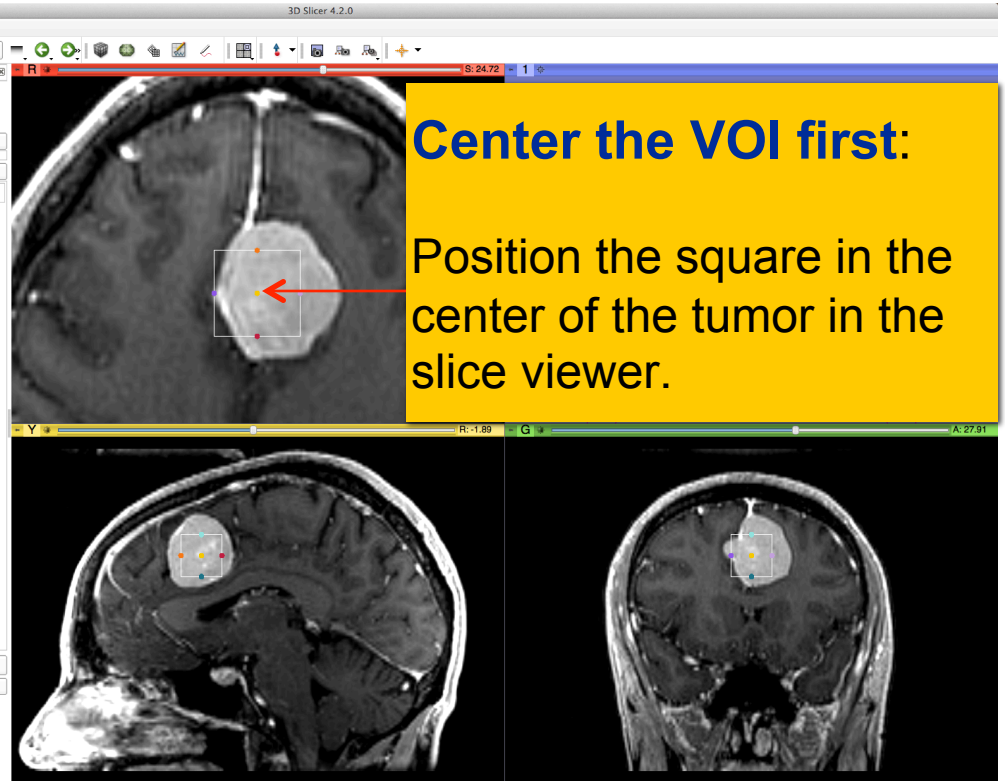 3D Slicer 4.2.0
R
S: 24.72
1
Center the VOI first:
Position the square in the
center of the tumor in the
slice viewer.
Y
R: -1.89
G
A: 27.91